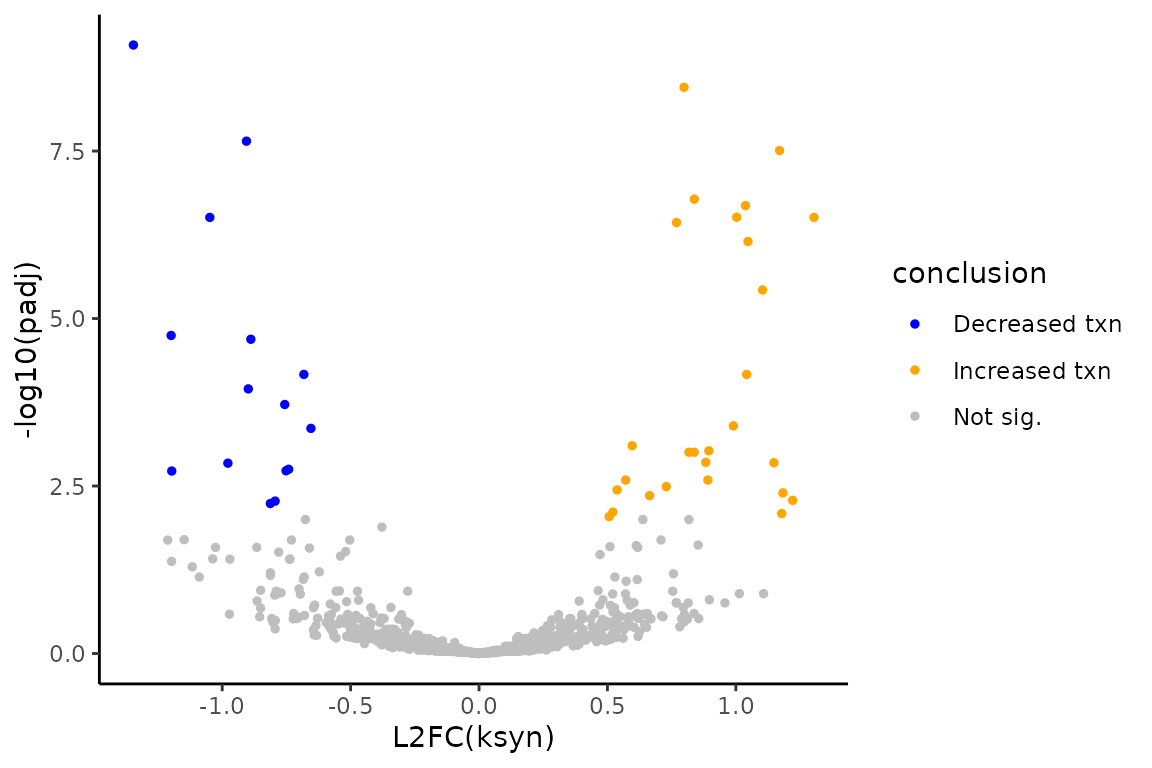 7.5
5.0
2.5
0.0
-log10(padj)
-1.0
-0.5
0.0
0.5
1.0
L2FC(ksyn)
conclusion
Decreased txn
Increased txn
Not sig.